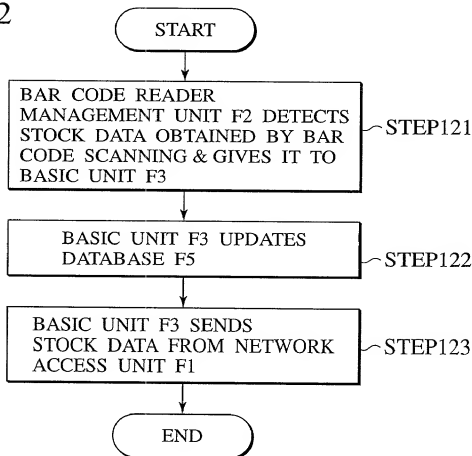 2
START
BAR CODE READER
MANAGEMENT UNIT F2 DETECTS
STOCK DATA OBTAINED BY BAR
CODE SCANNING & GIVES IT TO
BASIC UNIT F3
STEP121
BASIC UNIT F3 UPDATES
DATABASE F5
STEP122
BASIC UNIT F3 SENDS
STOCK DATA FROM NETWORK
ACCESS UNIT F1
STEP123
END